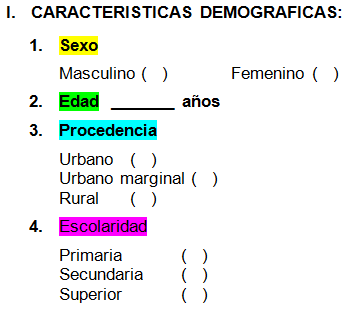 I. CARACTERISTICAS DEMOGRAFICAS:
1. Sexo
Masculino ( ) Femenino ( )
2. Edad _______ años
3. Procedencia
Urbano ( )
Urbano marginal ( )
Rural ( )
4. Escolaridad
Primaria ( )
Secundaria ( )
Superior ( )